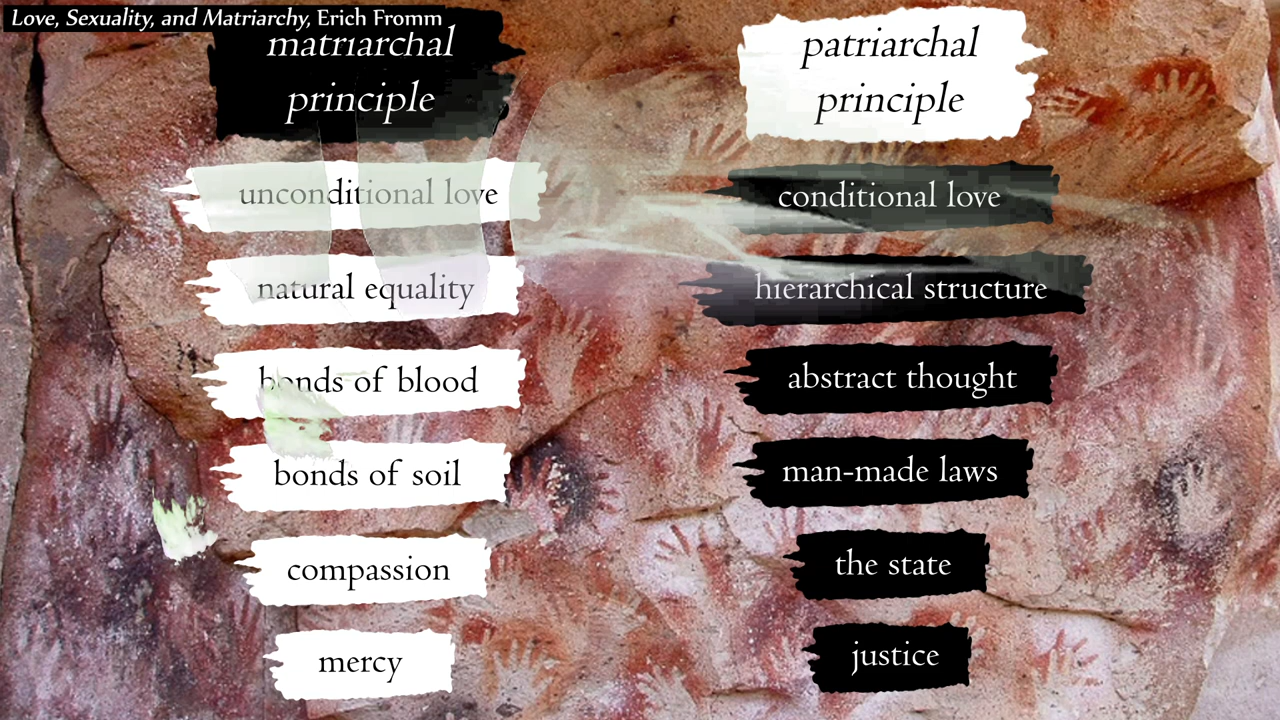 Love, Sexuality, and Matriarchy, Erich Fromm
matriarchal
principle
unconditional love
natural equality
bonds of blood
bonds of soil
compassion
mercy
patriarchal
principle
conditional love
hierarchical structure
abstract thought
man-made laws
the state
justice